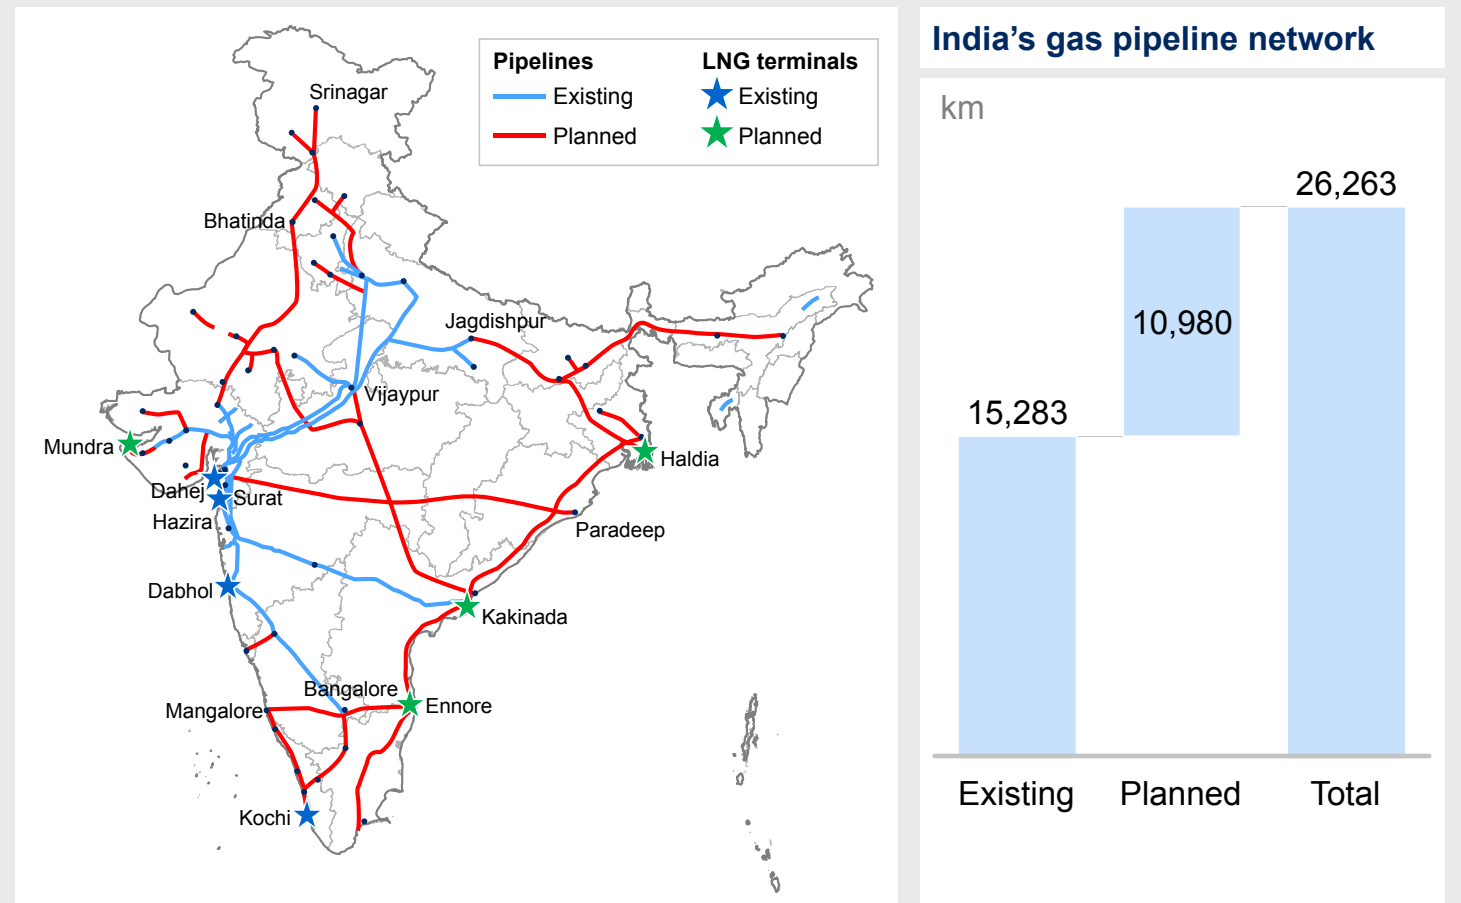 Pipelines
LNG terminals
Existing
Existing
Planned
Planned
Srinagar
Bhatinda
Jagdishpur
Vijaypur
Mundra
Haldia
Dahej
Surat
Hazira
Paradeep
Dabhol
Kakinada
Bangalore
Mangalore
Ennore
Kochi
India’s gas pipeline network
km
26,263
10,980
15,283
Existing
Planned
Total